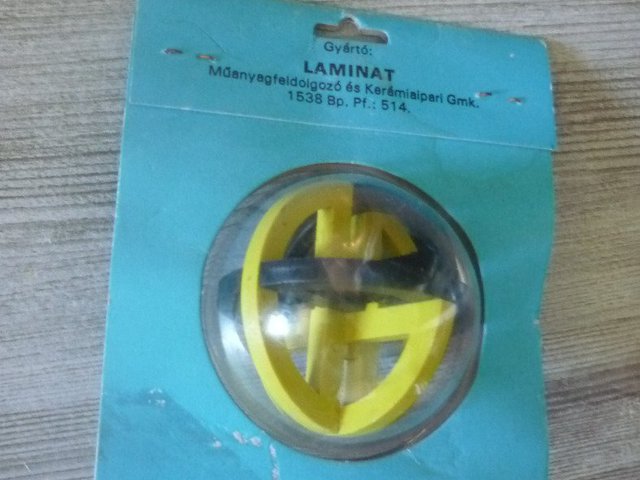 Gyártó:
LAMINAT
Műanyagfeldolgozó és Kerámiaipari Gmk.
1538 Bp. Pf.: 514.